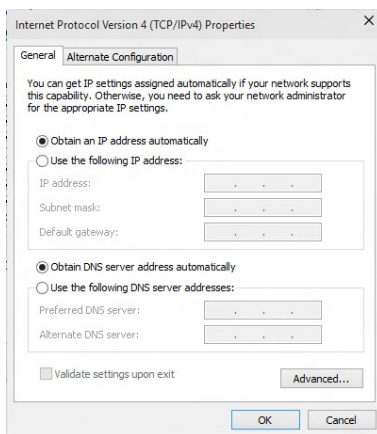 Internet Protocol Version 4 (TCP/IPv4) Properties
General
Alternate Configuration
You can get IP settings assigned automatically if your network supports
this capability. Otherwise, you need to ask your network administrator
for the appropriate IP settings.
Obtain an IP address automatically
Use the following IP address:
IP address:
Subnet mask:
Default gateway:
Obtain DNS server address automatically
Use the following DNS server addresses:
Preferred DNS server:
Alternate DNS server:
Validate settings upon exit
Advanced...
OK
Cancel